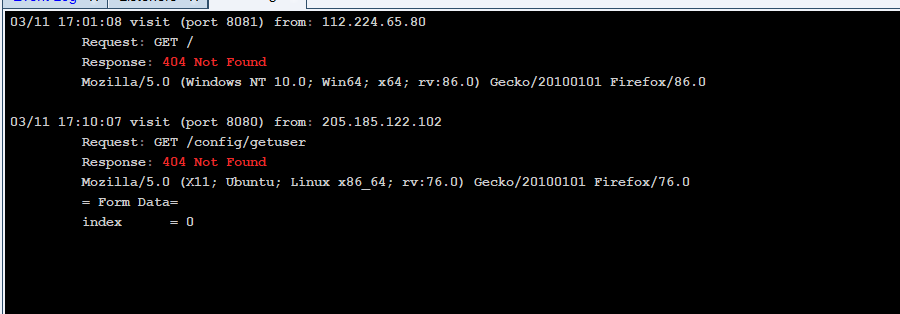 03/11 17:01:08 visit (port 8081) from: 112.224.65.80
Request: GET /
Response: 404 Not Found
Mozilla/5.0 (Windows NT 10.0; Win64; x64; rv:86.0) Gecko/20100101 Firefox/86.0
03/11 17:10:07 visit (port 8080) from: 205.185.122.102
Request: GET /config/getuser
Response: 404 Not Found
Mozilla/5.0 (X11; Ubuntu; Linux x86_64; rv:76.0) Gecko/20100101 Firefox/76.0
= Form Data=
index = 0